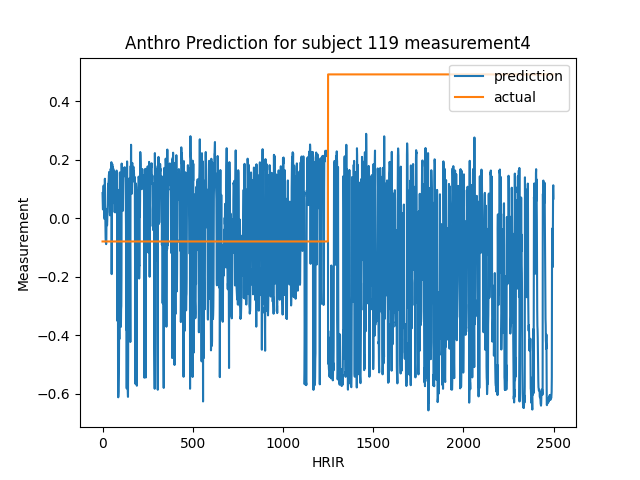 Anthro Prediction for subject 119 measurement4
prediction
actual
Measurement
0.4
0.2
0.0
−0.2
−0.4
−0.6
0 500 1000 1500 2000 2500
HRIR